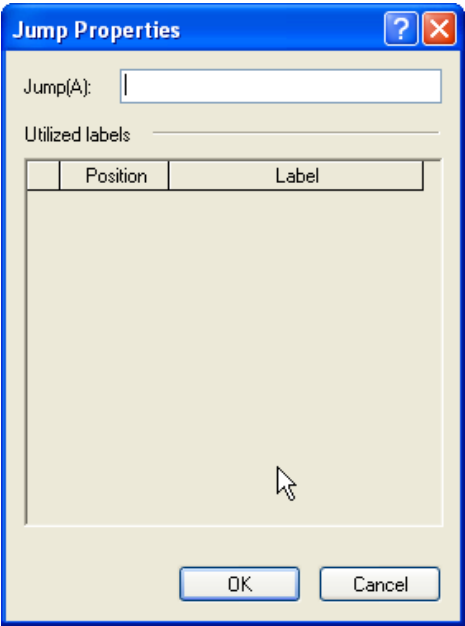 Jump Properties
?
Jump(A):
Utilized labels
Position Label
OK Cancel